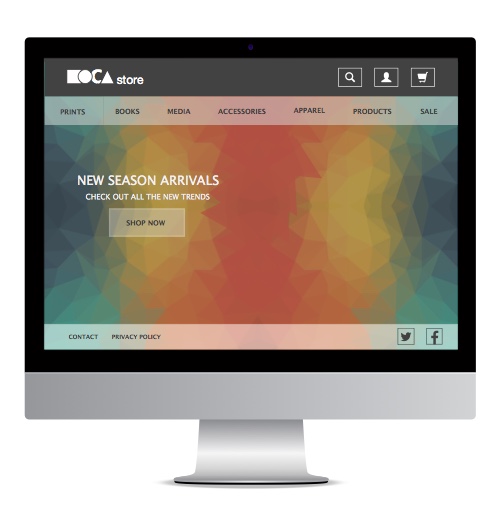 KOCA store
PRINTS BOOKS MEDIA ACCESSORIES APPAREL PRODUCTS SALE
NEW SEASON ARRIVALS
CHECK OUT ALL THE NEW TRENDS
SHOP NOW
CONTACT PRIVACY POLICY